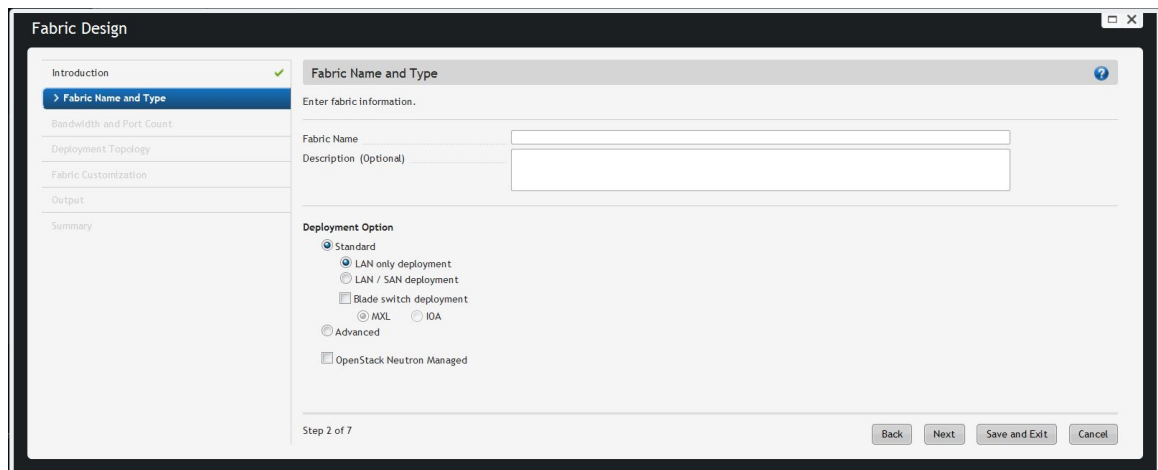 Fabric Design
Introduction
> Fabric Name and Type
Bandwidth and Port Count
Deployment Topology
Fabric Customization
Output
Summary
Fabric Name and Type
?
Enter fabric information.
Fabric Name
Description (Optional)
Deployment Option
Standard
LAN only deployment
LAN / SAN deployment
Blade switch deployment
MXL IOA
Advanced
OpenStack Neutron Managed
Step 2 of 7
Back Next Save and Exit Cancel